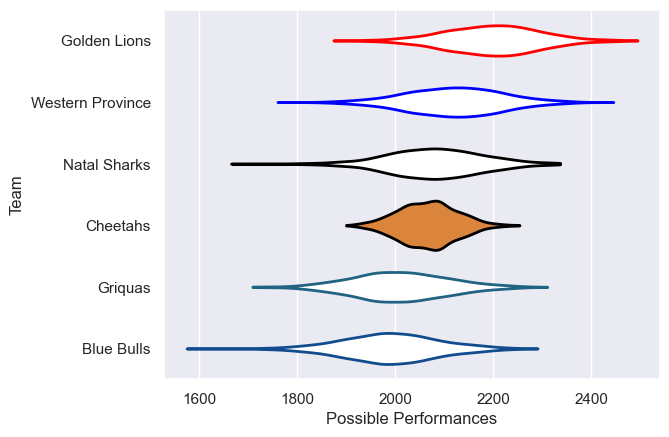 Golden Lions
Western Province
Natal Sharks
Cheetahs
Griquas
Blue Bulls
Team
1600 1800 2000 2200 2400
Possible Performances